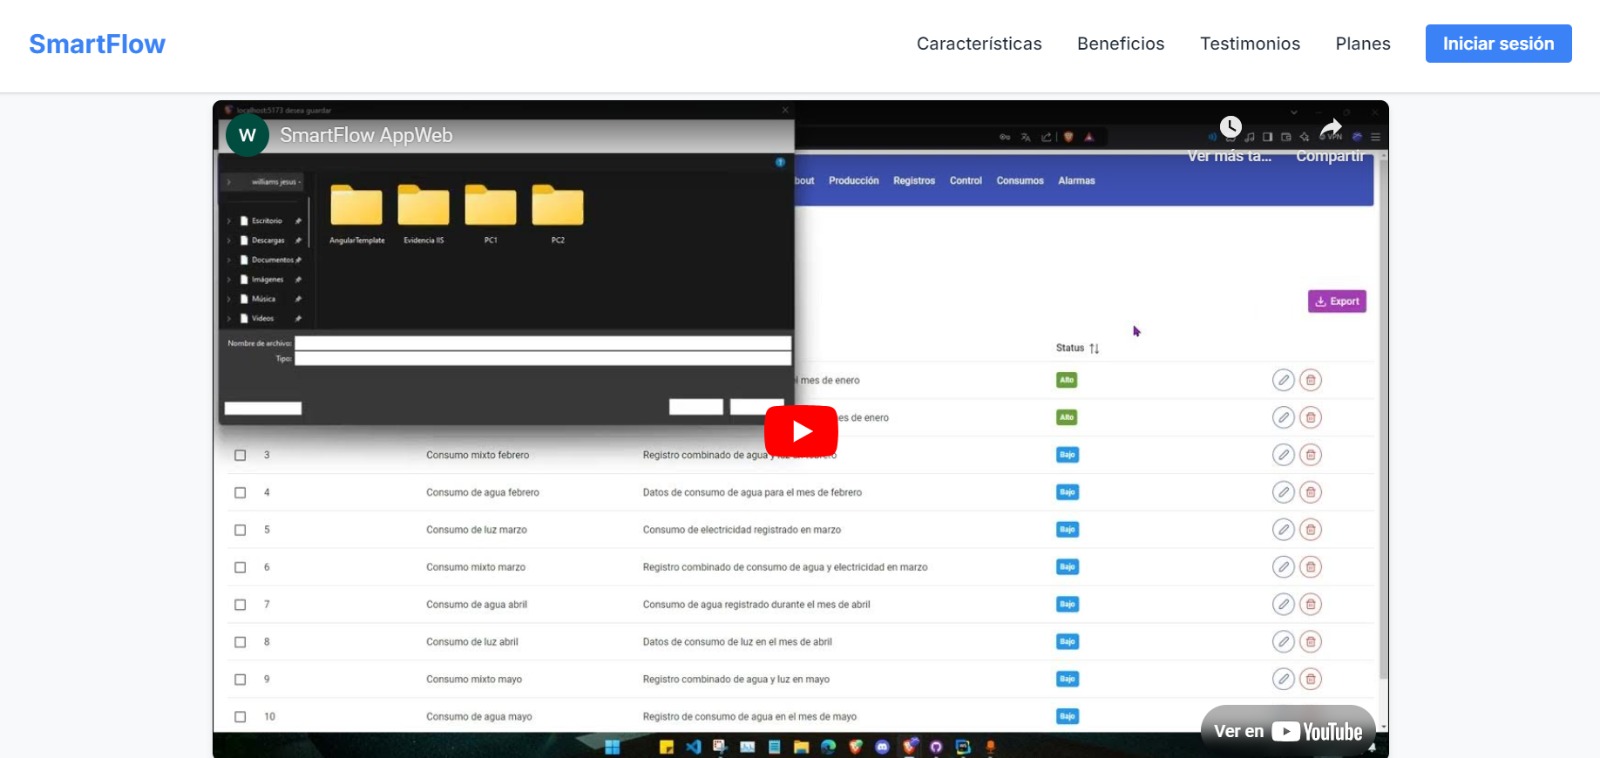 SmartFlow
Características
Beneficios
Testimonios
Planes
Iniciar sesión
localhost:5173 desea guardar
W
SmartFlow AppWeb
Ver más ta...
Compartir
VPN
williams jesus
Escritorio
Descargas
Documentos
Imágenes
Música
Videos
AngularTemplate
Evidencia IIS
PC1
PC2
Nombre de archivo:
Tipo:
bout
Producción
Registros
Control
Consumos
Alarmas
Export
Status
el mes de enero
Alto
es de enero
Alto
3 Consumo mixto febrero Registro combinado de agua y Bajo
4 Consumo de agua febrero Datos de consumo de agua para el mes de febrero Bajo
5 Consumo de luz marzo Consumo de electricidad registrado en marzo Bajo
6 Consumo mixto marzo Registro combinado de consumo de agua y electricidad en marzo Bajo
7 Consumo de agua abril Consumo de agua registrado durante el mes de abril Bajo
8 Consumo de luz abril Datos de consumo de luz en el mes de abril Bajo
9 Consumo mixto mayo Registro combinado de agua y luz en mayo Bajo
10 Consumo de agua mayo Registro de consumo de agua en el mes de mayo Bajo
Ver en YouTube